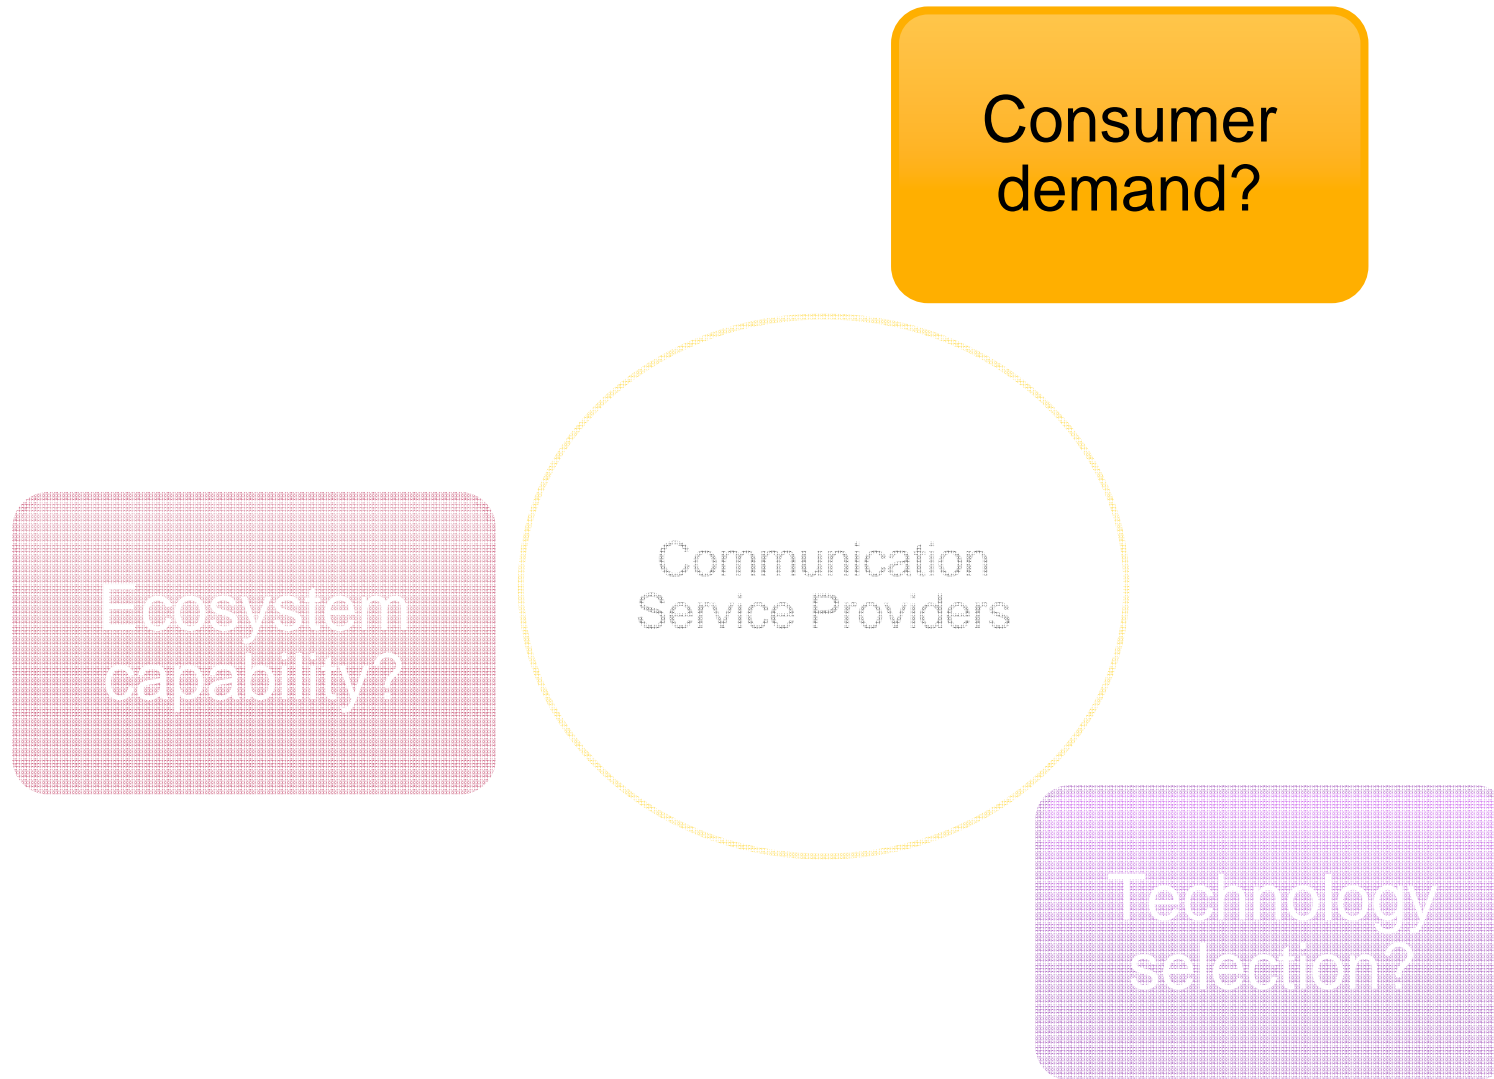 Consumer
demand?
Communication
Service Providers
Ecosystem
capability?
Technology
selection?